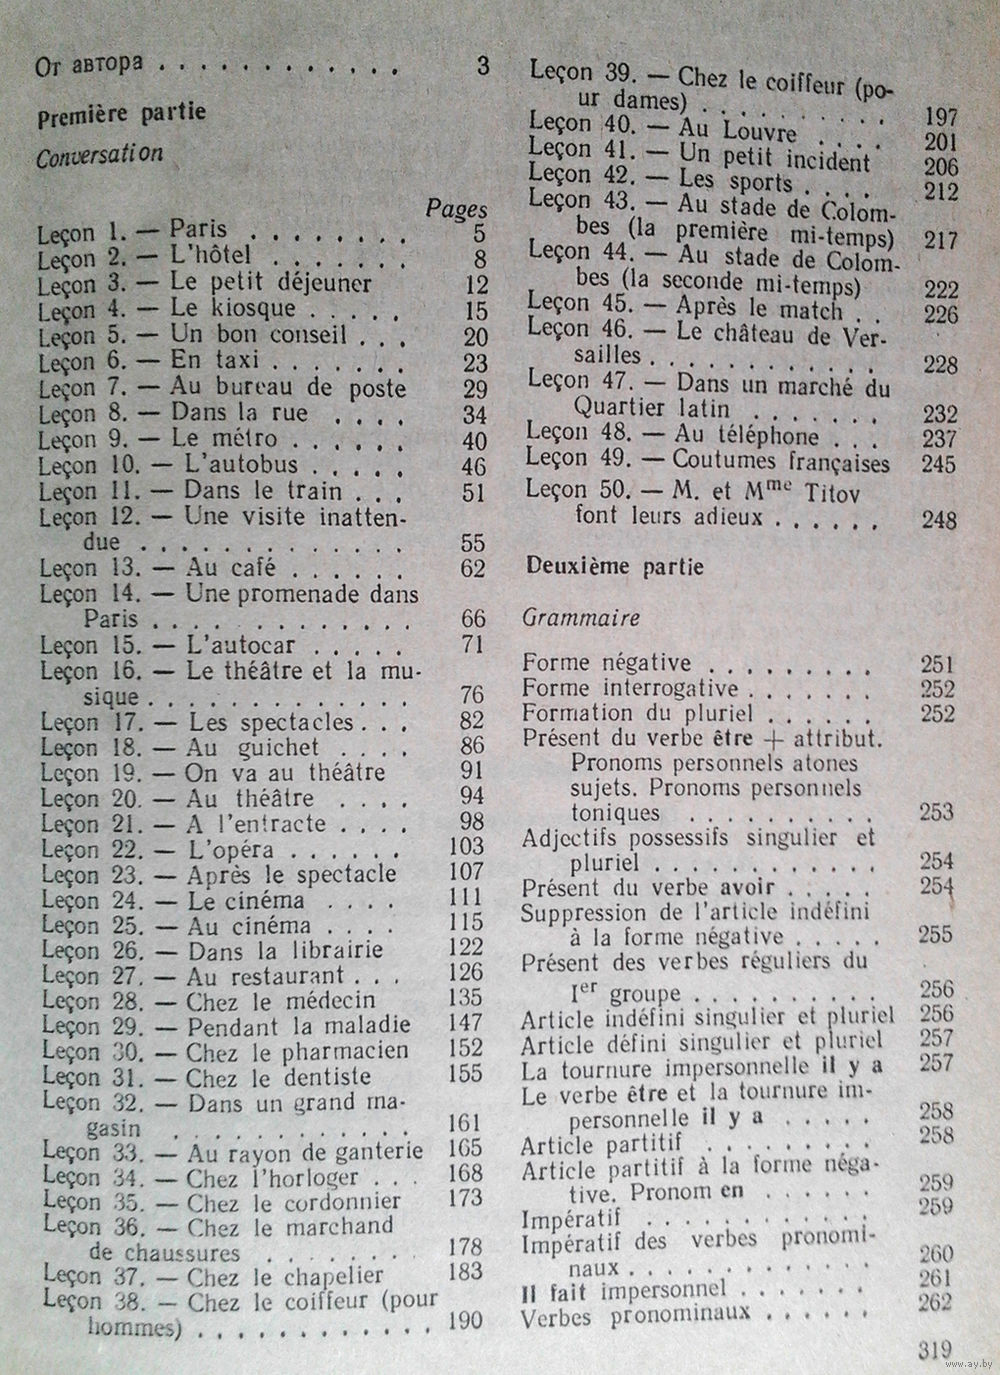 От автора . . . . . . . . . . . . 3
Première partie
Conversation
Pages
Leçon 1. — Paris . . . . . . . . 5
Leçon 2. — L'hôtel . . . . . . . 8
Leçon 3. — Le petit déjeuner 12
Leçon 4. — Le kiosque . . . . . 15
Leçon 5. — Un bon conseil . . . 20
Leçon 6. — En taxi . . . . . . . 23
Leçon 7. — Au bureau de poste 29
Leçon 8. — Dans la rue . . . . 34
Leçon 9. — Le métro . . . . . . 40
Leçon 10. — L'autobus . . . . . 46
Leçon 11. — Dans le train . . . 51
Leçon 12. — Une visite inatten-
due . . . . . . . . . . . . . 55
Leçon 13. — Au café . . . . . . 62
Leçon 14. — Une promenade dans
Paris . . . . . . . . . . . . . 66
Leçon 15. — L'autocar . . . . . 71
Leçon 16. — Le théâtre et la mu-
sique . . . . . . . . . . . . . 76
Leçon 17. — Les spectacles . . . 82
Leçon 18. — Au guichet . . . . 86
Leçon 19. — On va au théâtre 91
Leçon 20. — Au théâtre . . . . 94
Leçon 21. — A l'entracte . . . . 98
Leçon 22. — L'opéra . . . . . . 103
Leçon 23. — Après le spectacle 107
Leçon 24. — Le cinéma . . . . 111
Leçon 25. — Au cinéma . . . . 115
Leçon 26. — Dans la librairie 122
Leçon 27. — Au restaurant . . . 126
Leçon 28. — Chez le médecin 135
Leçon 29. — Pendant la maladie 147
Leçon 30. — Chez le pharmacien 152
Leçon 31. — Chez le dentiste 155
Leçon 32. — Dans un grand ma-
gasin . . . . . . . . . . . . 161
Leçon 33. — Au rayon de ganterie 165
Leçon 34. — Chez l'horloger . . . 168
Leçon 35. — Chez le cordonnier 173
Leçon 36. — Chez le marchand
de chaussures . . . . . . . . 178
Leçon 37. — Chez le chapelier 183
Leçon 38. — Chez le coiffeur (pour
hommes) . . . . . . . . . . . . 190
Leçon 39. — Chez le coiffeur (po-
ur dames) . . . . . . . . . . 197
Leçon 40. — Au Louvre . . . . 201
Leçon 41. — Un petit incident 206
Leçon 42. — Les sports . . . . 212
Leçon 43. — Au stade de Colom-
bes (la première mi-temps) 217
Leçon 44. — Au stade de Colom-
bes (la seconde mi-temps) 222
Leçon 45. — Après le match . . 226
Leçon 46. — Le château de Ver-
sailles . . . . . . . . . . . . 228
Leçon 47. — Dans un marché du
Quartier latin . . . . . . . 232
Leçon 48. — Au téléphone . . . 237
Leçon 49. — Coutumes françaises 245
Leçon 50. — M. et Mme Titov
font leurs adieux . . . . . . 248
Deuxième partie
Grammaire
Forme négative . . . . . . . . . 251
Forme interrogative . . . . . . . 252
Formation du pluriel . . . . . . 252
Présent du verbe être + attribut.
Pronoms personnels atones
sujets. Pronoms personnels
toniques . . . . . . . . . . 253
Adjectifs possessifs singulier et
pluriel . . . . . . . . . . . . 254
Présent du verbe avoir . . . . . 254
Suppression de l'article indéfini
à la forme négative . . . . . 255
Présent des verbes réguliers du
Ier groupe . . . . . . . . . . 256
Article indéfini singulier et pluriel 256
Article défini singulier et pluriel 257
La tournure impersonnelle il y a 257
Le verbe être et la tournure im-
personnelle il y a . . . . . 258
Article partitif . . . . . . . . . 258
Article partitif à la forme néga-
tive. Pronom en . . . . . . 259
Impératif . . . . . . . . . . . . 259
Impératif des verbes pronomi-
naux . . . . . . . . . . . . . 260
Il fait impersonnel . . . . . . . 261
Verbes pronominaux . . . . . . 262
319
www.ay.by